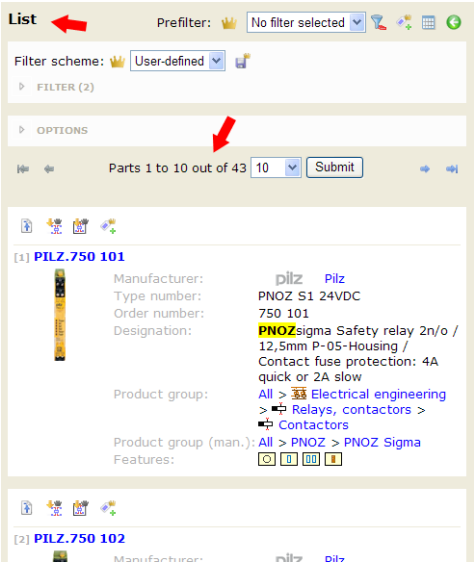 List
Prefilter: No filter selected
Filter scheme: User-defined
FILTER (2)
OPTIONS
Parts 1 to 10 out of 43 10 Submit
[1] PILZ.750 101
Manufacturer: pilz Pilz
Type number: PNOZ S1 24VDC
Order number: 750 101
Designation: PNOZsigma Safety relay 2n/o /
12,5mm P-05-Housing /
Contact fuse protection: 4A
quick or 2A slow
Product group: All > Electrical engineering
> Relays, contactors >
Contactors
Product group (man.): All > PNOZ > PNOZ Sigma
Features:
[2] PILZ.750 102
Manufacturer: pilz Pilz